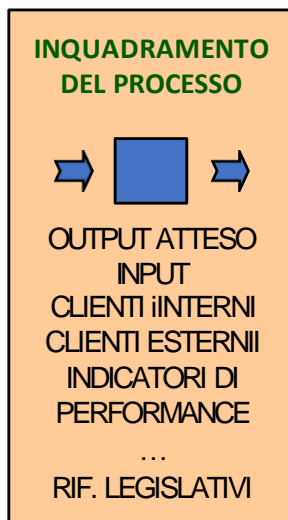 INQUADRAMENTO
DEL PROCESSO
OUTPUT ATTESO
INPUT
CLIENTI iINTERNI
CLIENTI ESTERNII
INDICATORI DI
PERFORMANCE
…
RIF. LEGISLATIVI